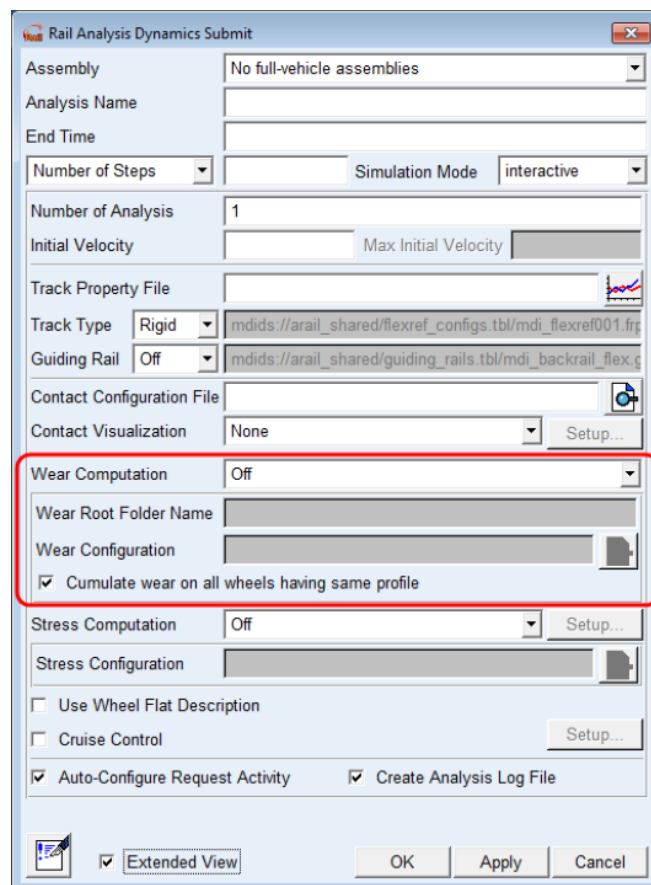 Rail Analysis Dynamics Submit
Assembly No full-vehicle assemblies
Analysis Name
End Time
Number of Steps Simulation Mode interactive
Number of Analysis 1
Initial Velocity Max Initial Velocity
Track Property File
Track Type Rigid mdids://arail_shared/flexref_configs.tbl/mdi_flexref001.frp
Guiding Rail Off mdids://arail_shared/guiding_rails.tbl/mdi_backrail_flex.g
Contact Configuration File
Contact Visualization None Setup...
Wear Computation Off
Wear Root Folder Name
Wear Configuration
Cumulate wear on all wheels having same profile
Stress Computation Off Setup...
Stress Configuration
Use Wheel Flat Description
Cruise Control Setup...
Auto-Configure Request Activity Create Analysis Log File
Extended View OK Apply Cancel